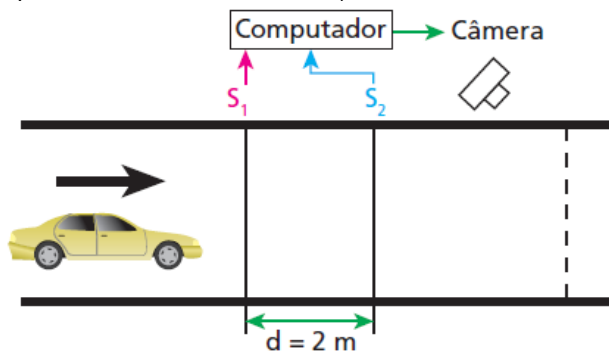 Computador
Câmera
S₁
S₂
d = 2 m